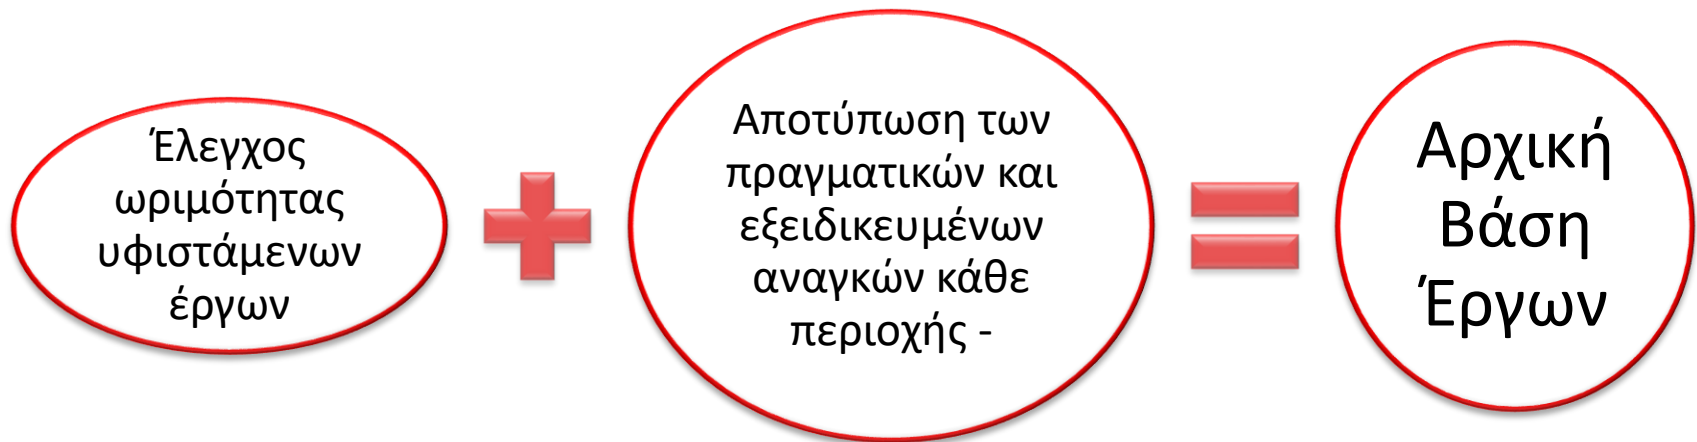 Έλεγχος
ωριμότητας
υφιστάμενων
έργων
Αποτύπωση των
πραγματικών και
εξειδικευμένων
αναγκών κάθε
περιοχής -
Αρχική
Βάση
Έργων